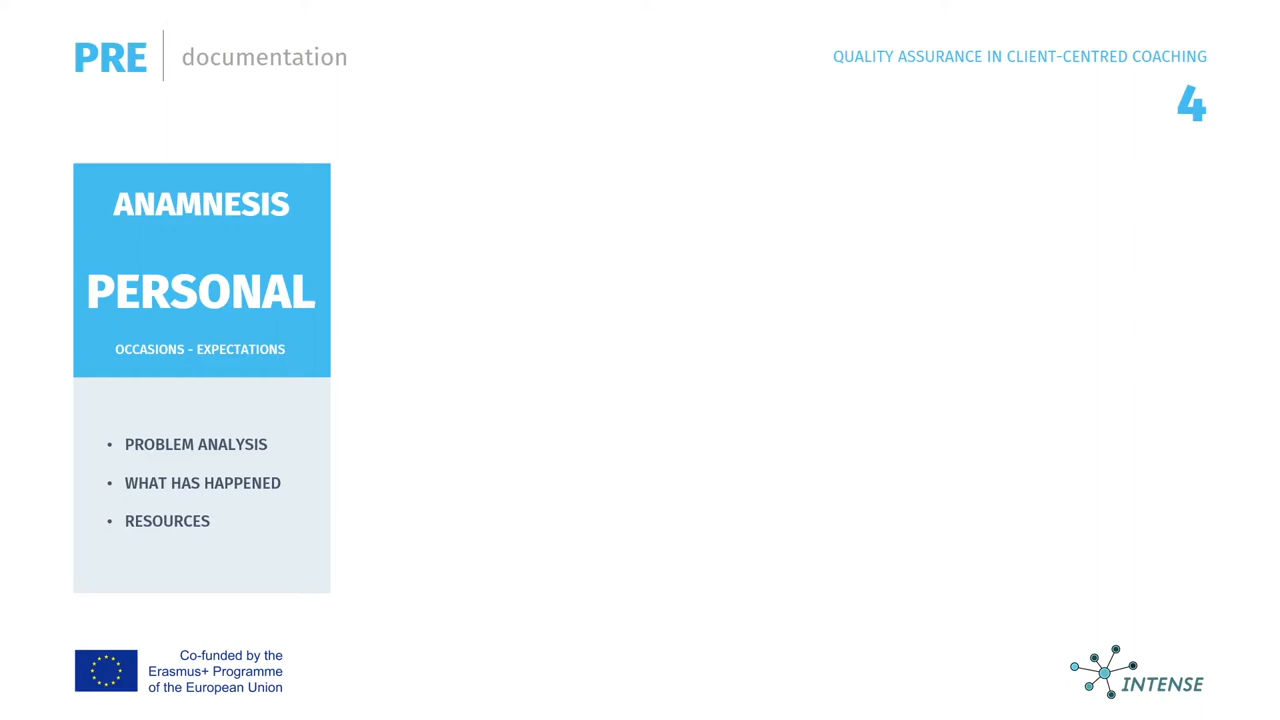 PRE documentation
QUALITY ASSURANCE IN CLIENT-CENTRED COACHING
4
ANAMNESIS
PERSONAL
OCCASIONS - EXPECTATIONS
• PROBLEM ANALYSIS
• WHAT HAS HAPPENED
• RESOURCES
Co-funded by the
Erasmus+ Programme
of the European Union
INTENSE